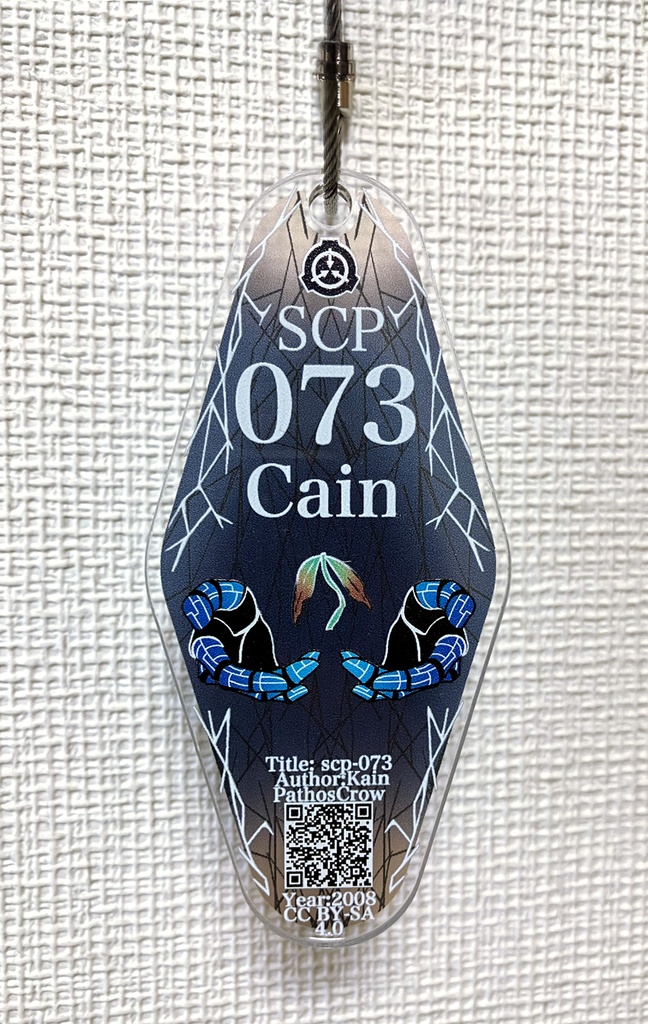 SCP
073
Cain
Title: scp-073
Author:Kain
PathosCrow
Year:2008
CC BY-SA
4.0